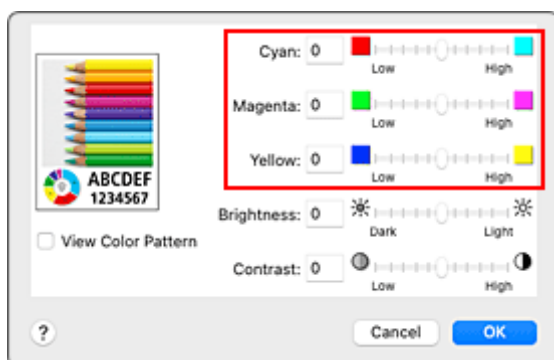 Cyan: 0
Low High
Magenta: 0
Low High
Yellow: 0
Low High
ABCDEF
1234567
View Color Pattern
Brightness: 0
Dark Light
Contrast: 0
Low High
?
Cancel OK